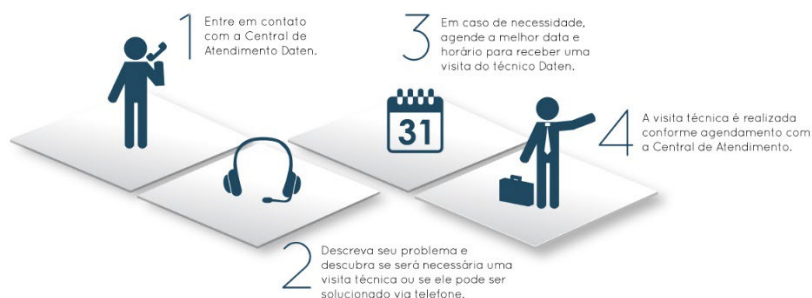 1
Entre em contato
com a Central de
Atendimento Daten.
2
Descreva seu problema e
descubra se será necessária uma
visita técnica ou se ele pode ser
solucionado via telefone.
3
Em caso de necessidade,
agende a melhor data e
horário para receber uma
visita do técnico Daten.
31
4
A visita técnica é realizada
conforme agendamento com
a Central de Atendimento.